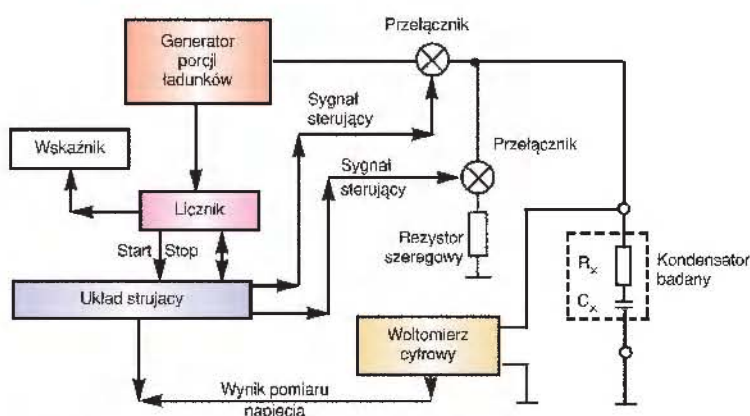 Generator
porcji
ładunków
Przełącznik
Sygnał
sterujący
Przełącznik
Wskaźnik
Sygnał
sterujący
Licznik
Start Stop
Rezystor
szeregowy
Rx
Cx
Kondensator
badany
Układ strujacy
Woltomierz
cyfrowy
Wynik pomiaru
napięcia